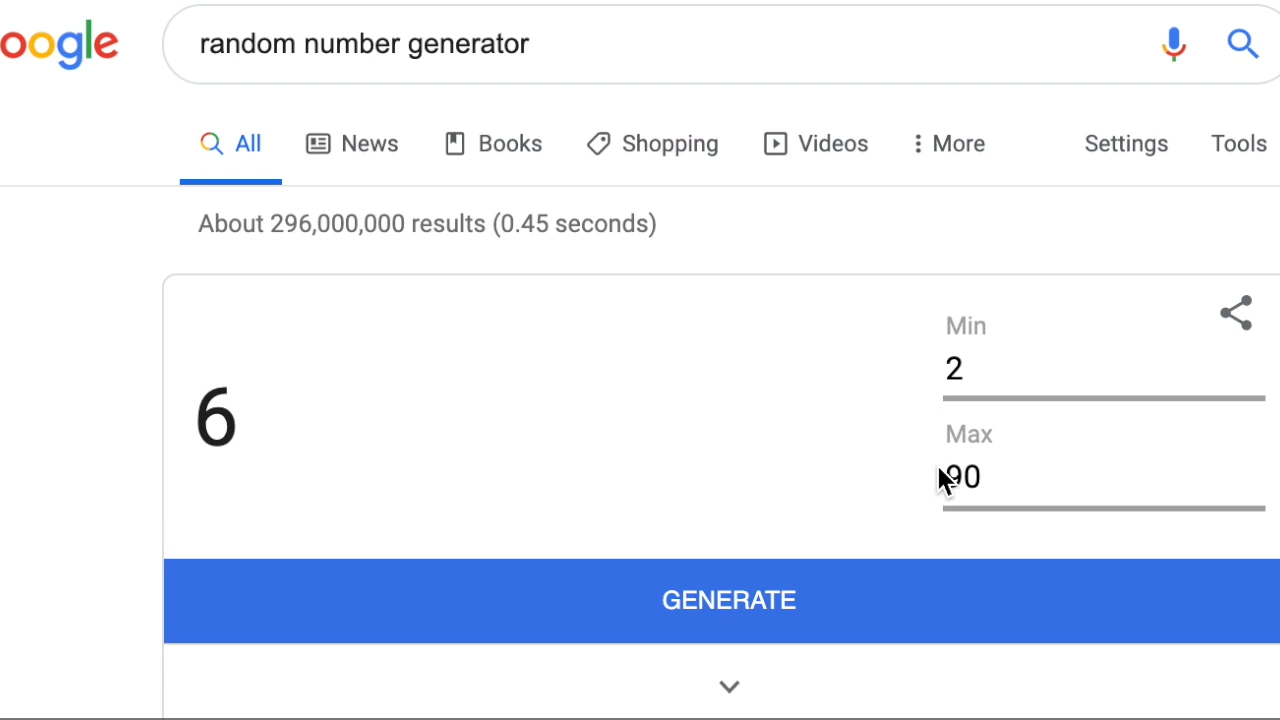 oogle
random number generator
All News Books Shopping Videos More Settings Tools
About 296,000,000 results (0.45 seconds)
Min
2
6
Max
90
GENERATE